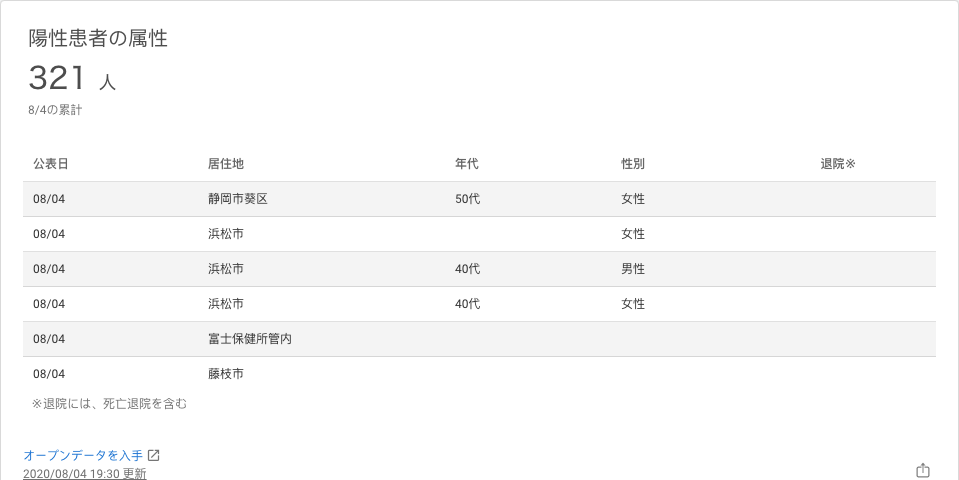 陽性患者の属性
321 人
8/4の累計
公表日 居住地 年代 性別 退院※
08/04 静岡市葵区 50代 女性
08/04 浜松市 女性
08/04 浜松市 40代 男性
08/04 浜松市 40代 女性
08/04 富士保健所管内
08/04 藤枝市
※退院には、死亡退院を含む
オープンデータを入手
2020/08/04 19:30 更新